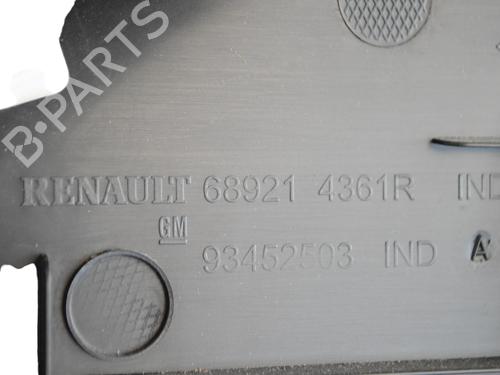 B-PARTS
RENAULT 68921 4361R IND
GM 93452503 IND A